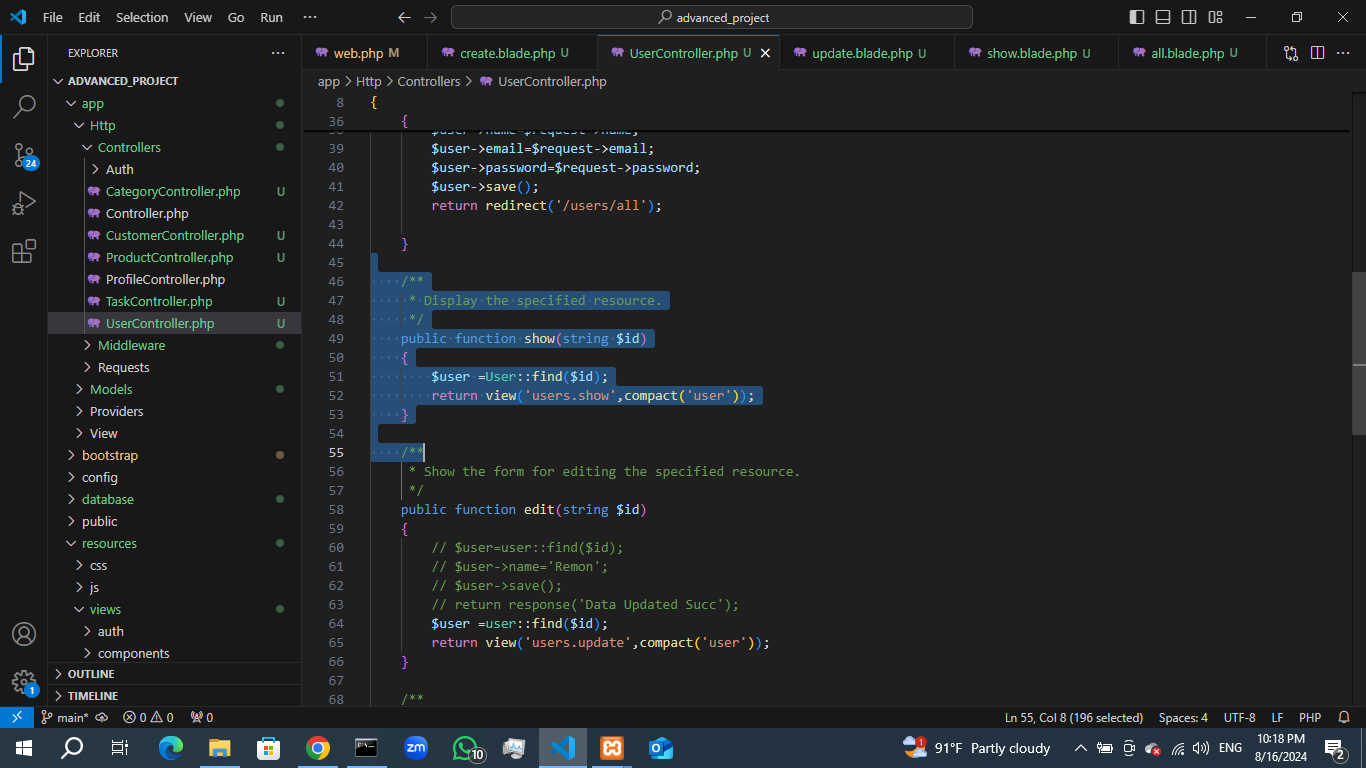 File Edit Selection View Go Run ··· advanced_project
EXPLORER ···
web.php M create.blade.php U UserController.php U update.blade.php U show.blade.php U all.blade.php U ···
ADVANCED_PROJECT
app > Http > Controllers > UserController.php
app
Http
Controllers
Auth
CategoryController.php U
Controller.php
CustomerController.php U
ProductController.php U
ProfileController.php
TaskController.php U
UserController.php U
Middleware
Requests
Models
Providers
View
bootstrap
config
database
public
resources
css
js
views
auth
components
OUTLINE
TIMELINE
24
1
8 {
36 {
38 $user->name=$request->name;
39 $user->email=$request->email;
40 $user->password=$request->password;
41 $user->save();
42 return redirect('/users/all');
43
44 }
45
46 /**
47 * Display the specified resource.
48 */
49 public function show(string $id)
50 {
51 $user =User::find($id);
52 return view('users.show',compact('user'));
53 }
54
55 /**
56 * Show the form for editing the specified resource.
57 */
58 public function edit(string $id)
59 {
60 // $user=user::find($id);
61 // $user->name='Remon';
62 // $user->save();
63 // return response('Data Updated Succ');
64 $user =user::find($id);
65 return view('users.update',compact('user'));
66 }
67
68 /**
main* 0 0 0 Ln 55, Col 8 (196 selected) Spaces: 4 UTF-8 LF PHP
zm 10 1 91°F Partly cloudy ENG 10:18 PM 2
8/16/2024